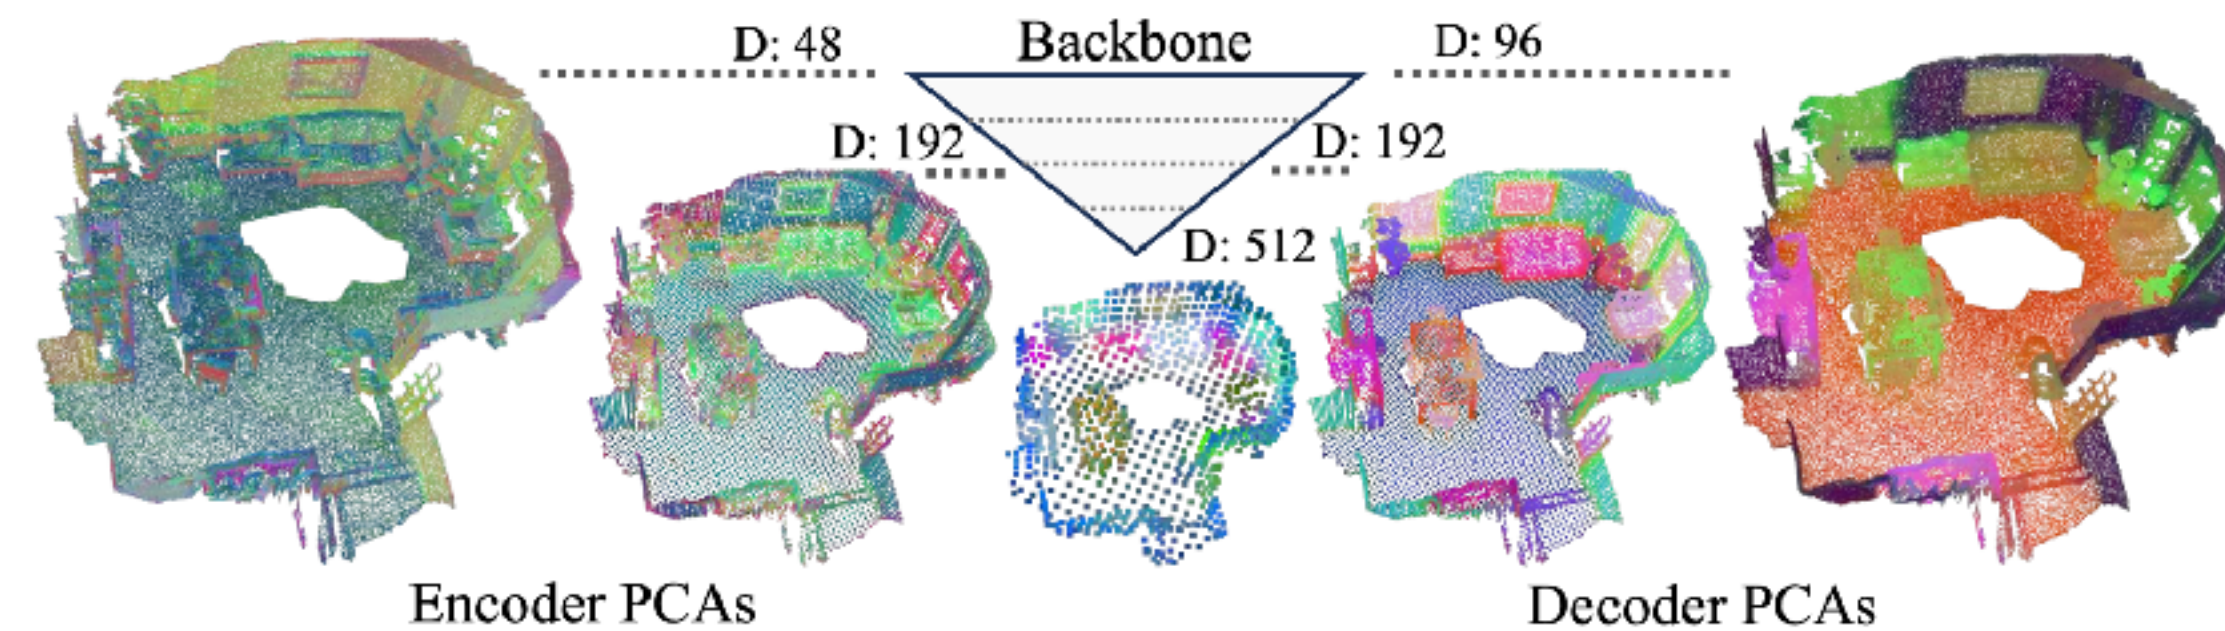 D: 48
Backbone
D: 96
D: 192
D: 192
D: 512
Encoder PCAs
Decoder PCAs